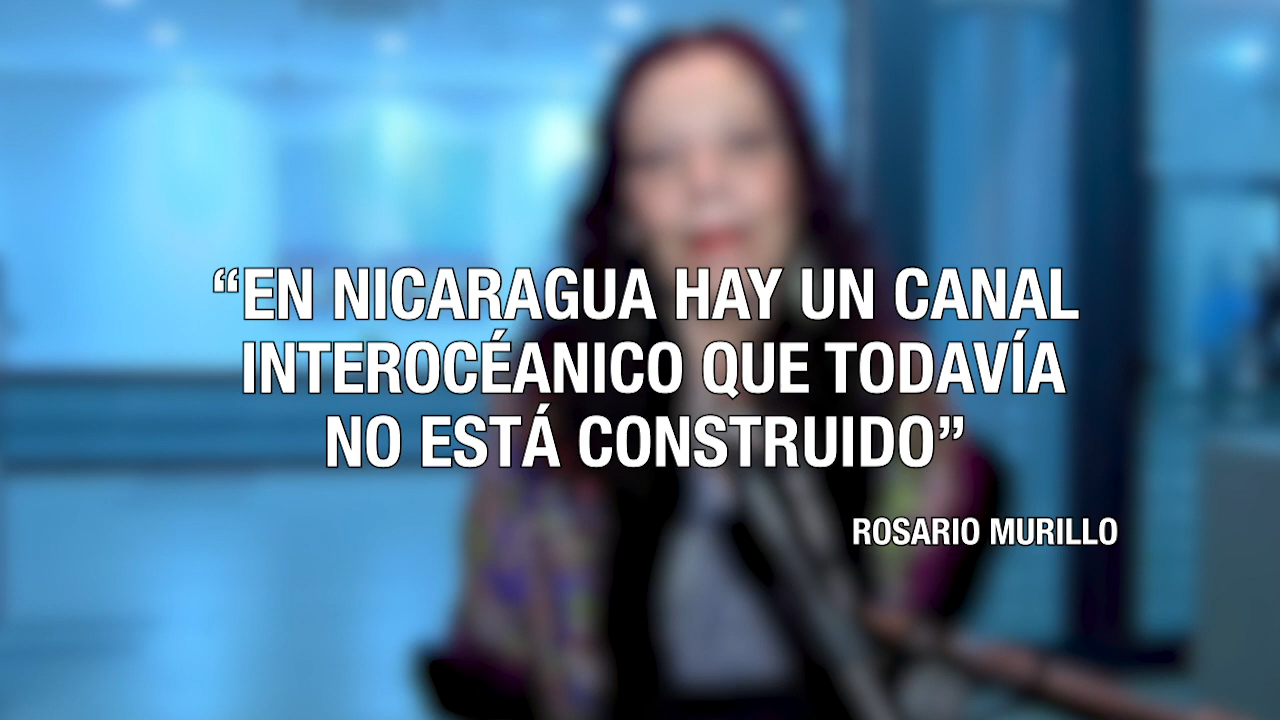 “EN NICARAGUA HAY UN CANAL
INTEROCÉANICO QUE TODAVÍA
NO ESTÁ CONSTRUIDO”
ROSARIO MURILLO